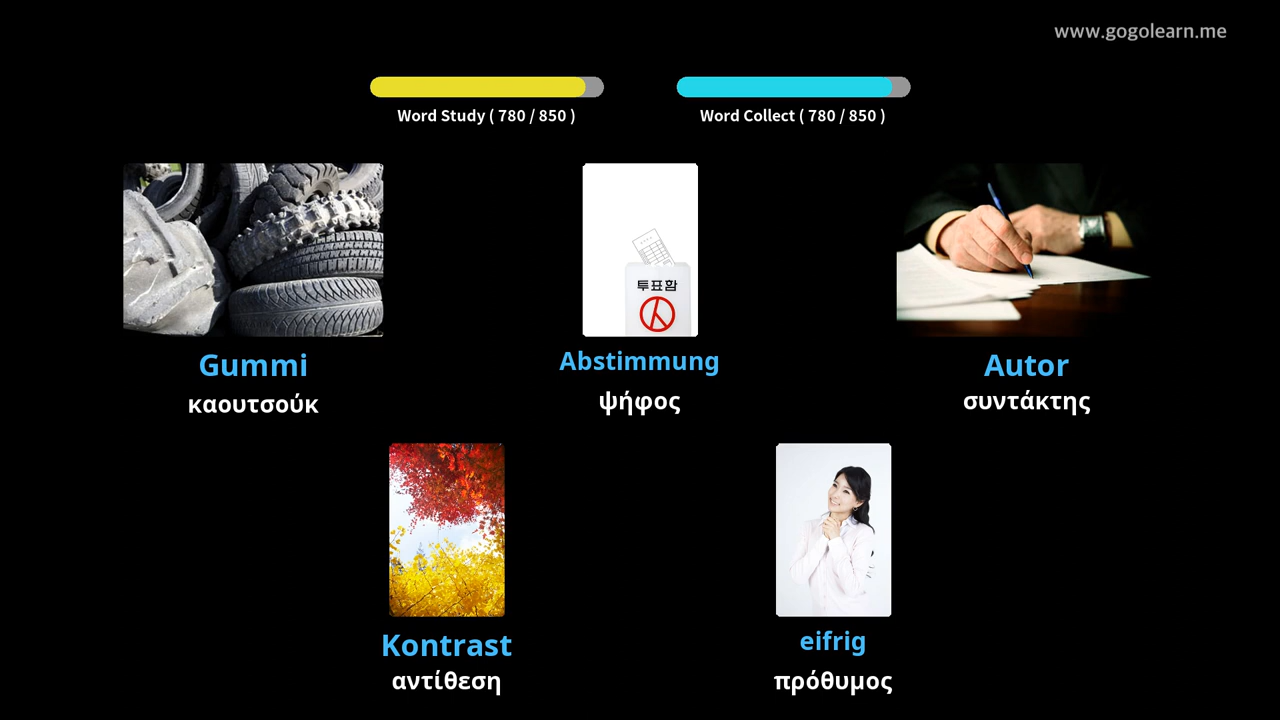 www.gogolearn.me
Word Study ( 780 / 850 )
Word Collect ( 780 / 850 )
투표함
Gummi
καουτσούκ
Abstimmung
ψήφος
Autor
συντάκτης
Kontrast
αντίθεση
eifrig
πρόθυμος